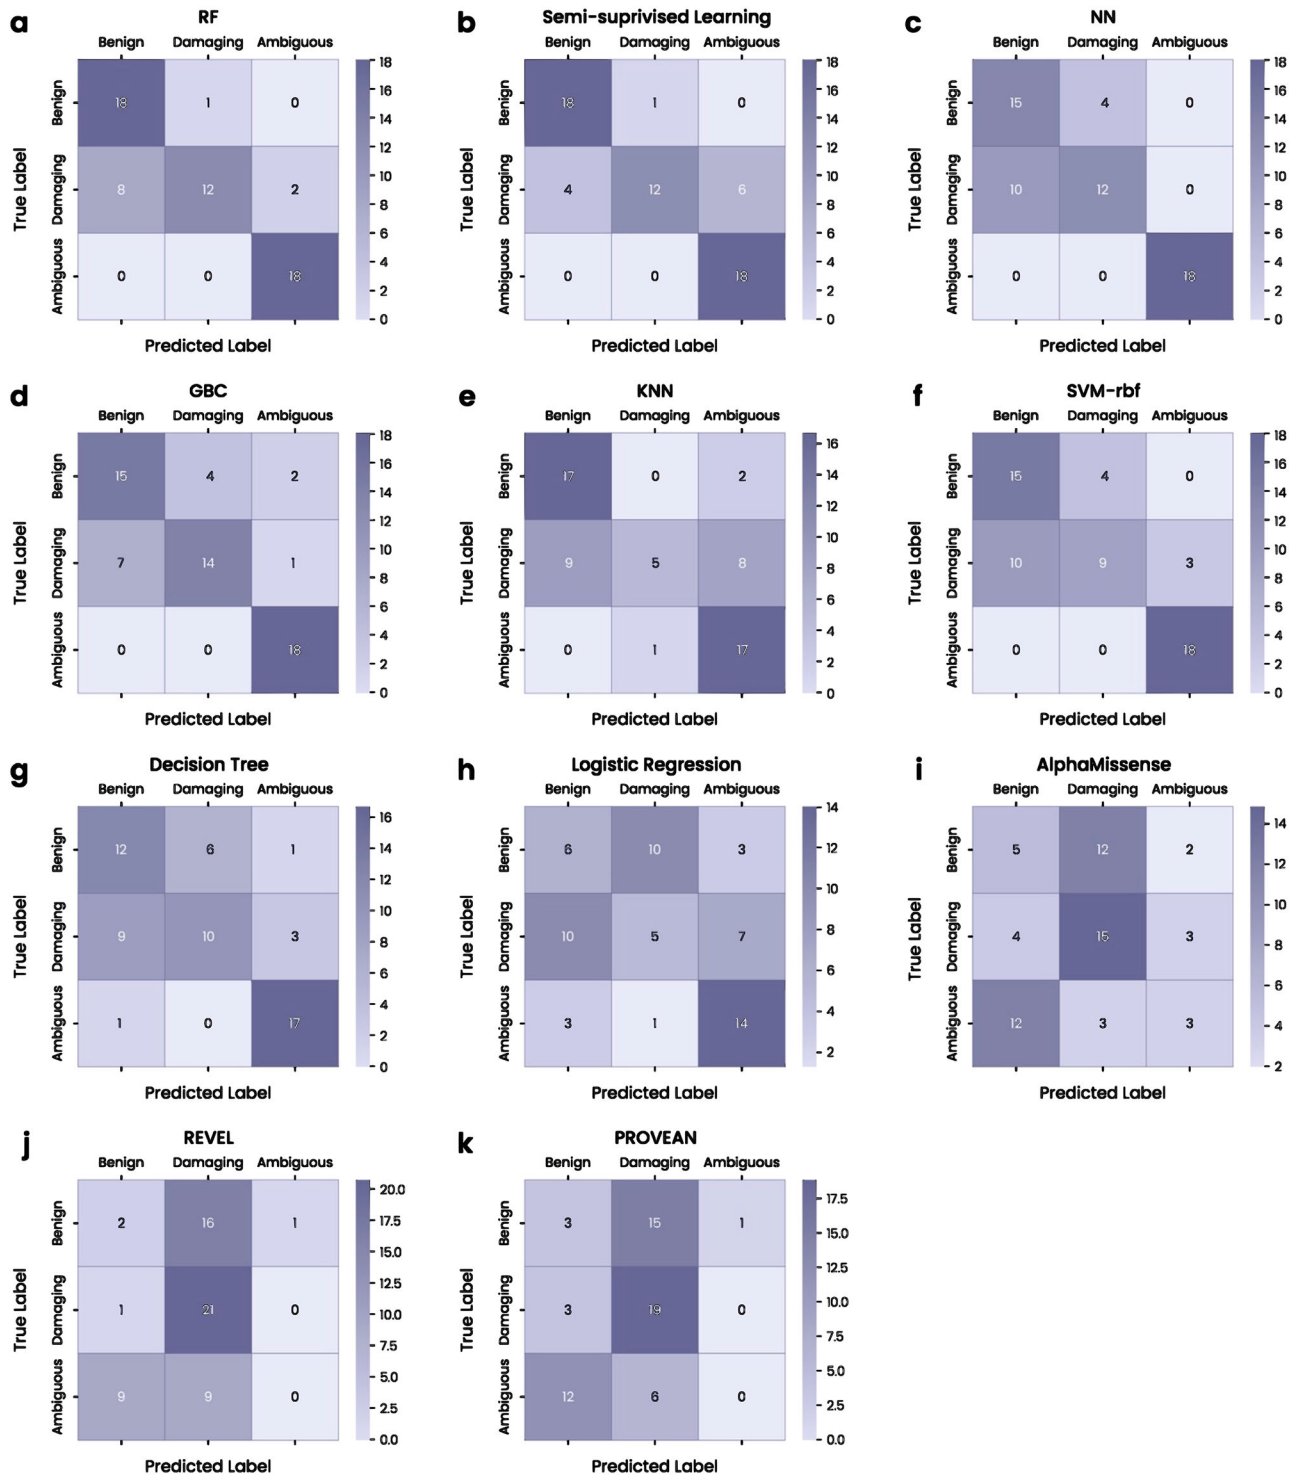 a
RF
Benign Damaging Ambiguous
True Label
Benign
Damaging
Ambiguous
18 1 0
8 12 2
0 0 18
18
16
14
12
10
8
6
4
2
0
Predicted Label
b
Semi-suprivised Learning
Benign Damaging Ambiguous
True Label
Benign
Damaging
Ambiguous
18 1 0
4 12 6
0 0 18
18
16
14
12
10
8
6
4
2
0
Predicted Label
c
NN
Benign Damaging Ambiguous
True Label
Benign
Damaging
Ambiguous
15 4 0
10 12 0
0 0 18
18
16
14
12
10
8
6
4
2
0
Predicted Label
d
GBC
Benign Damaging Ambiguous
True Label
Benign
Damaging
Ambiguous
15 4 2
7 14 1
0 0 18
18
16
14
12
10
8
6
4
2
0
Predicted Label
e
KNN
Benign Damaging Ambiguous
True Label
Benign
Damaging
Ambiguous
17 0 2
9 5 8
0 1 17
16
14
12
10
8
6
4
2
0
Predicted Label
f
SVM-rbf
Benign Damaging Ambiguous
True Label
Benign
Damaging
Ambiguous
15 4 0
10 9 3
0 0 18
18
16
14
12
10
8
6
4
2
0
Predicted Label
g
Decision Tree
Benign Damaging Ambiguous
True Label
Benign
Damaging
Ambiguous
12 6 1
9 10 3
1 0 17
16
14
12
10
8
6
4
2
0
Predicted Label
h
Logistic Regression
Benign Damaging Ambiguous
True Label
Benign
Damaging
Ambiguous
6 10 3
10 5 7
3 1 14
14
12
10
8
6
4
2
Predicted Label
i
AlphaMissense
Benign Damaging Ambiguous
True Label
Benign
Damaging
Ambiguous
5 12 2
4 15 3
12 3 3
14
12
10
8
6
4
2
Predicted Label
j
REVEL
Benign Damaging Ambiguous
True Label
Benign
Damaging
Ambiguous
2 16 1
1 21 0
9 9 0
20.0
17.5
15.0
12.5
10.0
7.5
5.0
2.5
0.0
Predicted Label
k
PROVEAN
Benign Damaging Ambiguous
True Label
Benign
Damaging
Ambiguous
3 15 1
3 19 0
12 6 0
17.5
15.0
12.5
10.0
7.5
5.0
2.5
0.0
Predicted Label